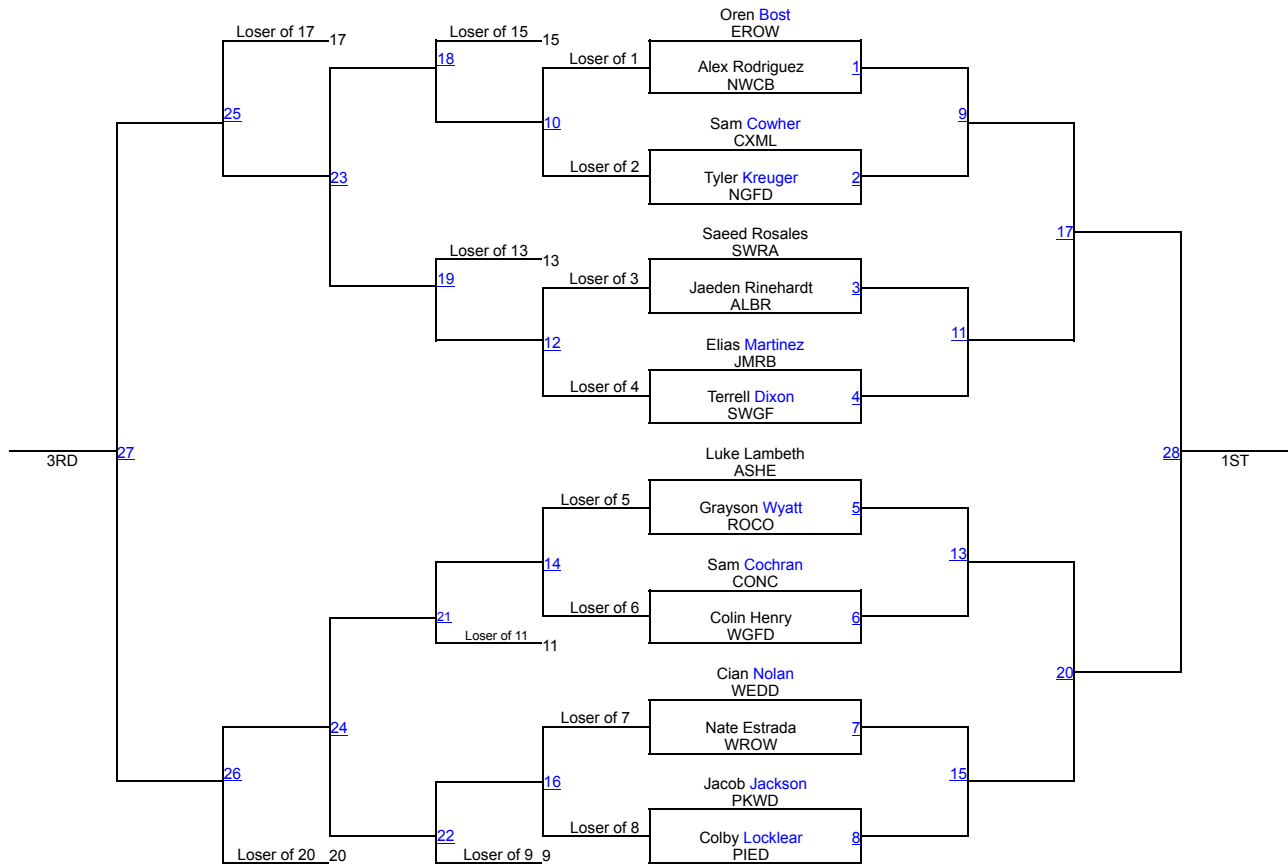 Oren Bost
EROW
Loser of 17 17
Loser of 15 15
Loser of 1
Alex Rodriguez
NWCB
1
18
25
10
9
Sam Cowher
CXML
Loser of 2
Tyler Kreuger
NGFD
2
23
Saeed Rosales
SWRA
17
Loser of 13 13
Loser of 3
Jaeden Rinehardt
ALBR
3
19
12
11
Elias Martinez
JMRB
Loser of 4
Terrell Dixon
SWGF
4
3RD
27
28
1ST
Luke Lambeth
ASHE
Loser of 5
Grayson Wyatt
ROCO
5
14
13
Sam Cochran
CONC
Loser of 6
Colin Henry
WGFD
6
21
Loser of 11 11
Cian Nolan
WEDD
20
Loser of 7
Nate Estrada
WROW
7
24
26
16
15
Jacob Jackson
PKWD
Loser of 8
Colby Locklear
PIED
8
22
Loser of 20 20
Loser of 9 9